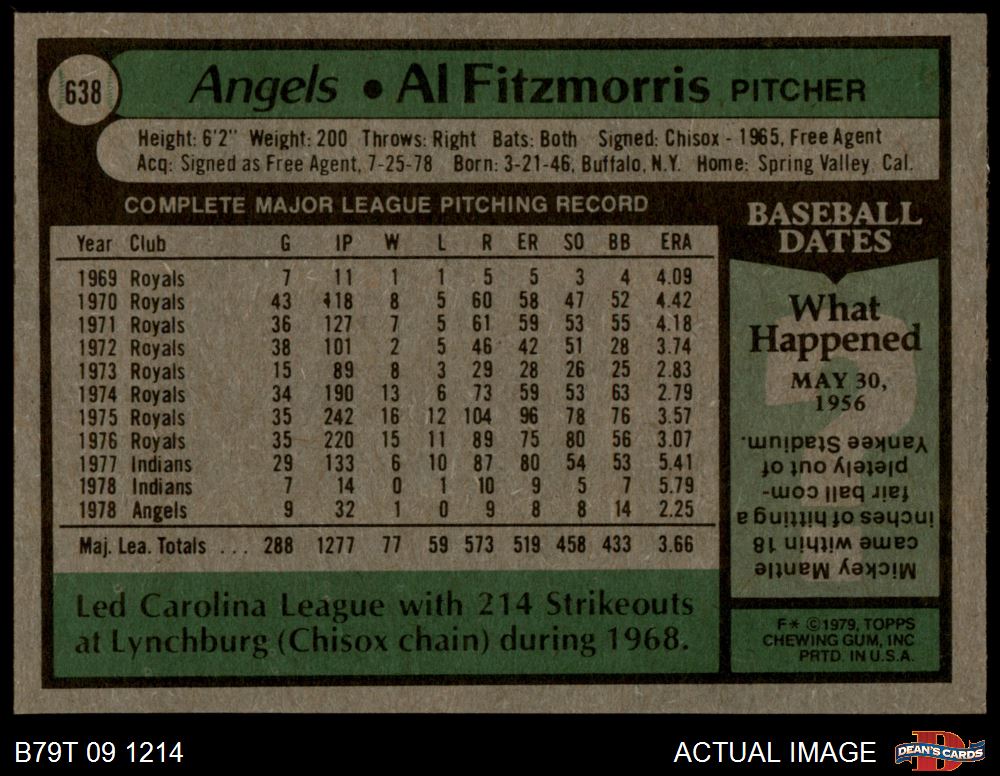 638
Angels • Al Fitzmorris PITCHER
Height: 6'2" Weight: 200 Throws: Right Bats: Both Signed: Chisox - 1965, Free Agent
Acq: Signed as Free Agent, 7-25-78 Born: 3-21-46, Buffalo, N.Y. Home: Spring Valley, Cal.
COMPLETE MAJOR LEAGUE PITCHING RECORD
Year Club G IP W L R ER SO BB ERA
1969 Royals 7 11 1 1 5 5 3 4 4.09
1970 Royals 43 118 8 5 60 58 47 52 4.42
1971 Royals 36 127 7 5 61 59 53 55 4.18
1972 Royals 38 101 2 5 46 42 51 28 3.74
1973 Royals 15 89 8 3 29 28 26 25 2.83
1974 Royals 34 190 13 6 73 59 53 63 2.79
1975 Royals 35 242 16 12 104 96 78 76 3.57
1976 Royals 35 220 15 11 89 75 80 56 3.07
1977 Indians 29 133 6 10 87 80 54 53 5.41
1978 Indians 7 14 0 1 10 9 5 7 5.79
1978 Angels 9 32 1 0 9 8 8 14 2.25
Maj. Lea. Totals ... 288 1277 77 59 573 519 458 433 3.66
Led Carolina League with 214 Strikeouts
at Lynchburg (Chisox chain) during 1968.
BASEBALL
DATES
What
Happened
MAY 30,
1956
Mickey Mantle
came within 18
inches of hitting a
fair ball com-
pletely out of
Yankee Stadium.
F* ©1979, TOPPS
CHEWING GUM, INC
PRTD. IN U.S.A.
B79T 09 1214
ACTUAL IMAGE
D
DEAN'S CARDS